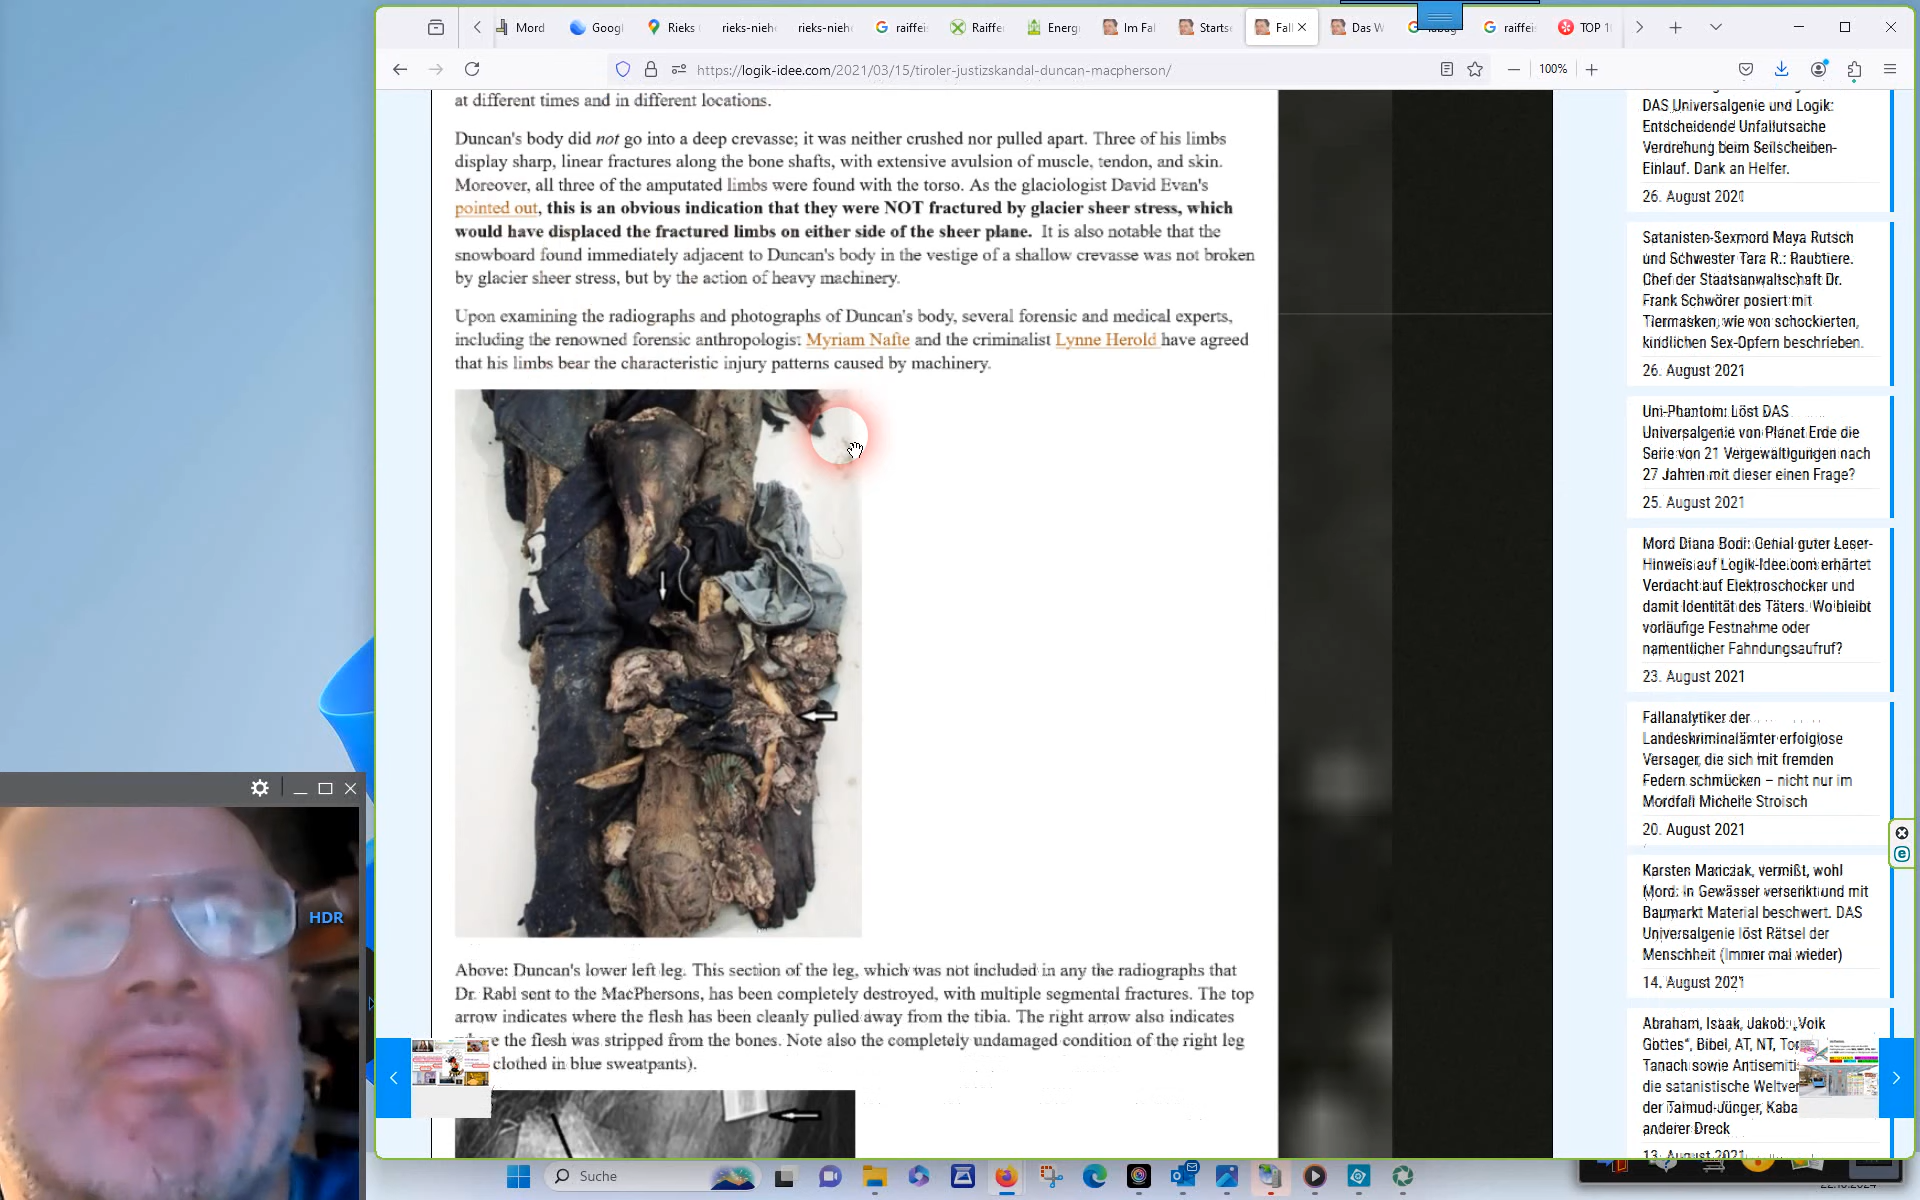 Mord
Googl
Rieks
rieks-nieh
rieks-nieh
raiffei
Raiffei
Energ
Im Fal
Starts
Fall
Das W
raiffei
TOP 1
https://logik-idee.com/2021/03/15/tiroler-justizskandal-duncan-macpherson/
100%
at different times and in different locations.
Duncan's body did not go into a deep crevasse; it was neither crushed nor pulled apart. Three of his limbs
display sharp, linear fractures along the bone shafts, with extensive avulsion of muscle, tendon, and skin.
Moreover, all three of the amputated limbs were found with the torso. As the glaciologist David Evan's
pointed out, this is an obvious indication that they were NOT fractured by glacier sheer stress, which
would have displaced the fractured limbs on either side of the sheer plane. It is also notable that the
snowboard found immediately adjacent to Duncan's body in the vestige of a shallow crevasse was not broken
by glacier sheer stress, but by the action of heavy machinery.
Upon examining the radiographs and photographs of Duncan's body, several forensic and medical experts,
including the renowned forensic anthropologist Myriam Nafte and the criminalist Lynne Herold have agreed
that his limbs bear the characteristic injury patterns caused by machinery.
Above: Duncan's lower left leg. This section of the leg, which was not included in any the radiographs that
Dr. Rabl sent to the MacPhersons, has been completely destroyed, with multiple segmental fractures. The top
arrow indicates where the flesh has been cleanly pulled away from the tibia. The right arrow also indicates
e the flesh was stripped from the bones. Note also the completely undamaged condition of the right leg
clothed in blue sweatpants).
DAS Universalgenie und Logik:
Entscheidende Unfallursache
Verdrehung beim Seilscheiben-
Einlauf. Dank an Helfer.
26. August 2021
Satanisten-Sexmord Maya Rutsch
und Schwester Tara R.: Raubtiere.
Chef der Staatsanwaltschaft Dr.
Frank Schwörer posiert mit
Tiermasken, wie von schockierten,
kindlichen Sex-Opfern beschrieben.
26. August 2021
Uni-Phantom: Löst DAS
Universalgenie von Planet Erde die
Serie von 21 Vergewaltigungen nach
27 Jahren mit dieser einen Frage?
25. August 2021
Mord Diana Bodi: Genial guter Leser-
Hinweis auf Logik-Idee.com erhärtet
Verdacht auf Elektroschocker und
damit Identität des Täters. Wo bleibt
vorläufige Festnahme oder
namentlicher Fahndungsaufruf?
23. August 2021
Fallanalytiker der
Landeskriminalämter erfolglose
Versager, die sich mit fremden
Federn schmücken – nicht nur im
Mordfall Michelle Stroisch
20. August 2021
Karsten Manczak, vermißt, wohl
Mord: In Gewässer versenkt und mit
Baumarkt Material beschwert. DAS
Universalgenie löst Rätsel der
Menschheit (Immer mal wieder)
14. August 2021
Abraham, Isaak, Jakob: „Volk
Gottes“, Bibel, AT, NT, Tor
Tanach sowie Antisemiti
die satanistische Weltver
der Talmud-Jünger, Kaba
anderer Dreck
13. August 2021
HDR
Suche